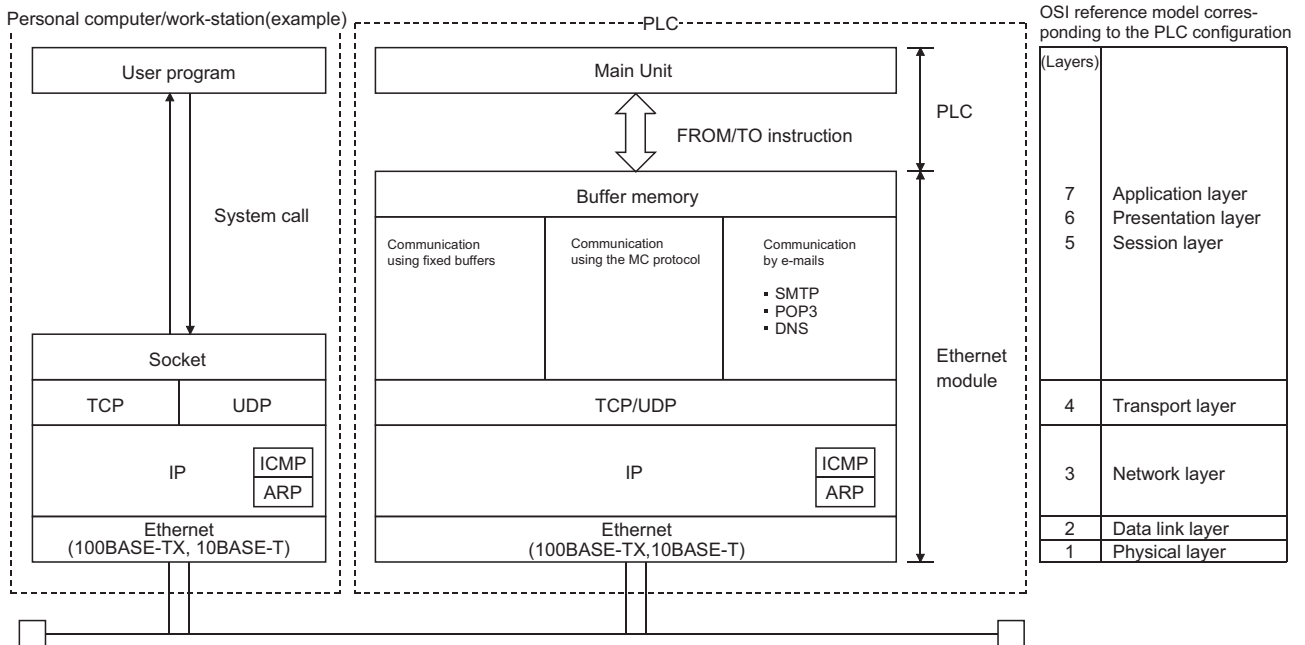 Personal computer/work-station(example)
User program
System call
Socket
TCP
UDP
IP
ICMP
ARP
Ethernet
(100BASE-TX, 10BASE-T)
PLC
Main Unit
FROM/TO instruction
Buffer memory
Communication
using fixed buffers
Communication
using the MC protocol
Communication
by e-mails
▪ SMTP
▪ POP3
▪ DNS
TCP/UDP
IP
ICMP
ARP
Ethernet
(100BASE-TX,10BASE-T)
PLC
Ethernet
module
OSI reference model corres-
ponding to the PLC configuration
(Layers)
7 Application layer
6 Presentation layer
5 Session layer
4 Transport layer
3 Network layer
2 Data link layer
1 Physical layer